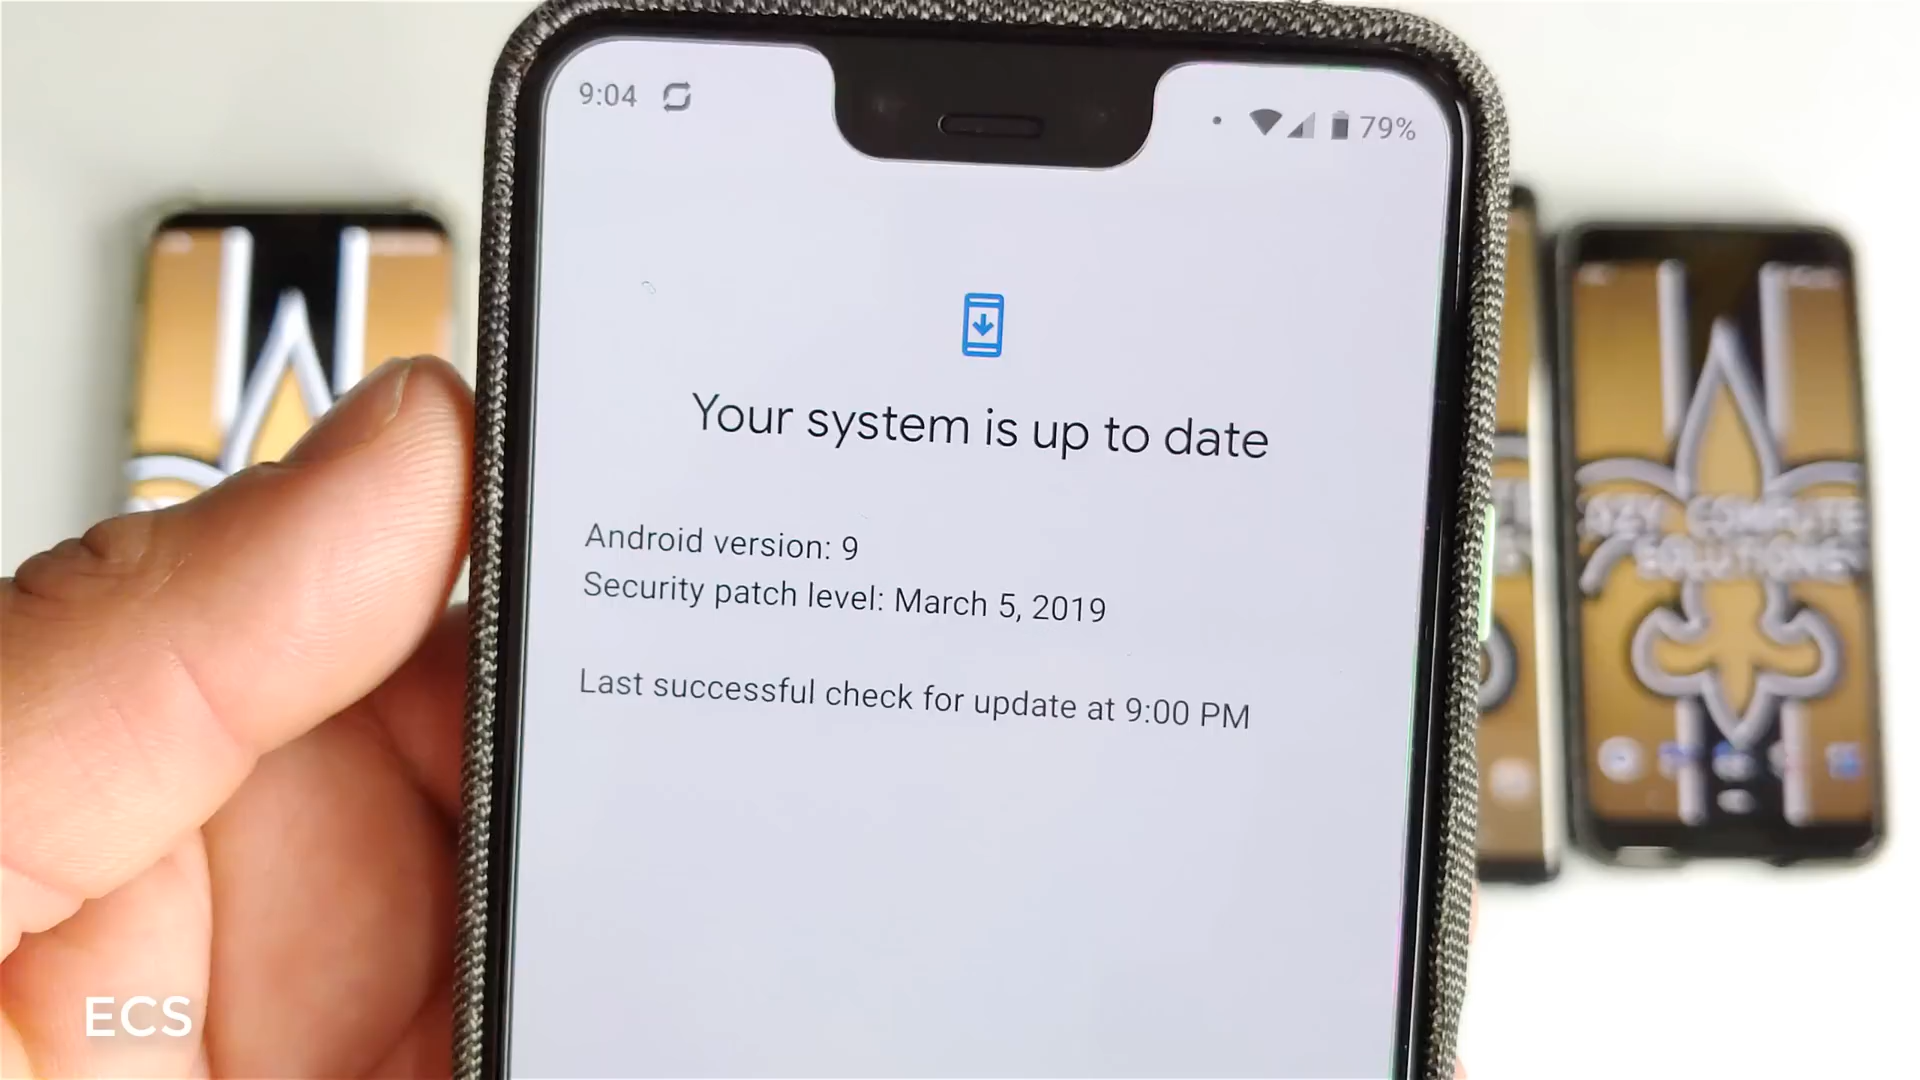 9:04
79%
Your system is up to date
Android version: 9
Security patch level: March 5, 2019
Last successful check for update at 9:00 PM
SOLUTIONS
ECS